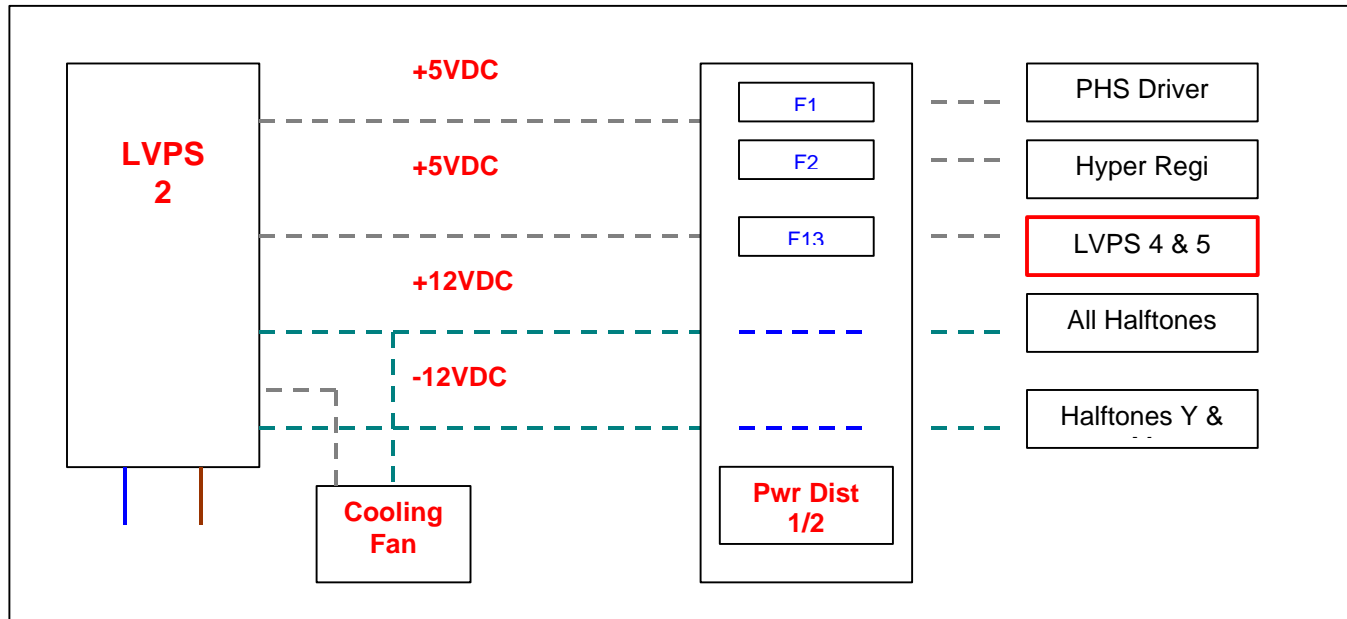 +5VDC
LVPS
2
+5VDC
+12VDC
-12VDC
Cooling
Fan
F1
F2
F13
Pwr Dist
1/2
PHS Driver
Hyper Regi
LVPS 4 & 5
All Halftones
Halftones Y &